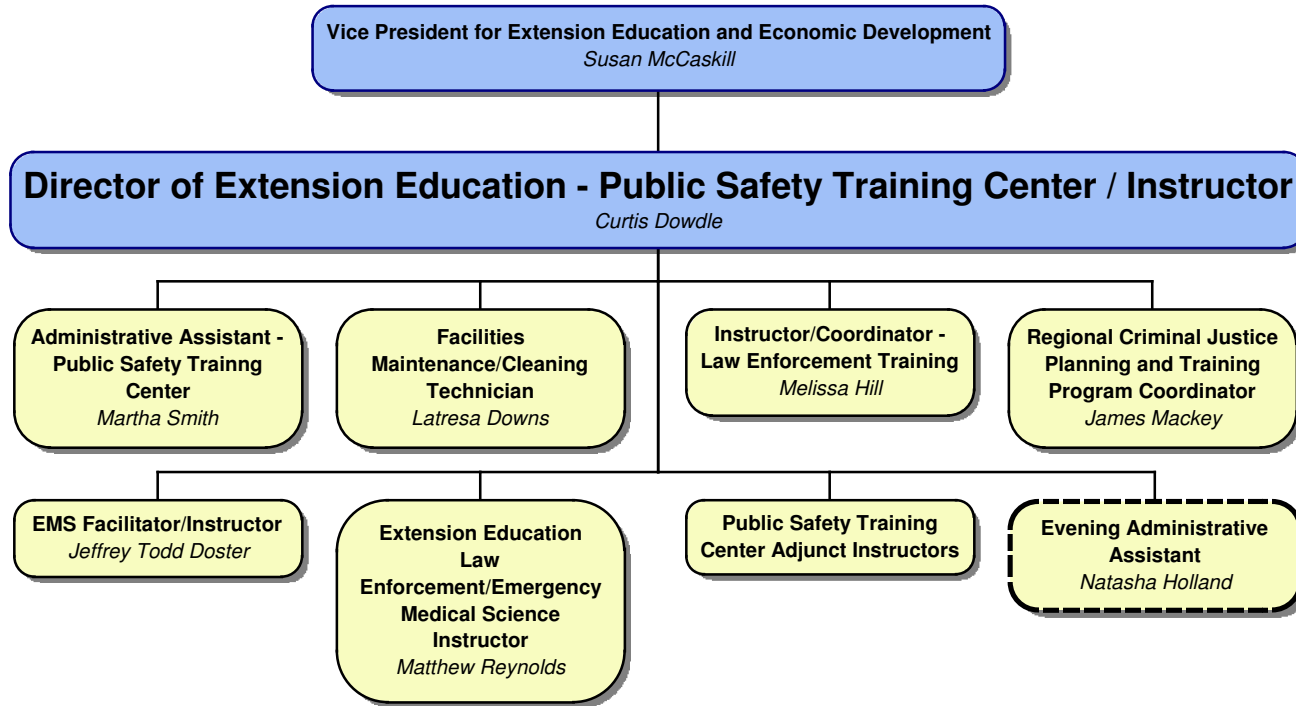 Vice President for Extension Education and Economic Development
Susan McCaskill
Director of Extension Education - Public Safety Training Center / Instructor
Curtis Dowdle
Administrative Assistant -
Public Safety Trainng
Center
Martha Smith
Facilities
Maintenance/Cleaning
Technician
Latresa Downs
Instructor/Coordinator -
Law Enforcement Training
Melissa Hill
Regional Criminal Justice
Planning and Training
Program Coordinator
James Mackey
EMS Facilitator/Instructor
Jeffrey Todd Doster
Extension Education
Law
Enforcement/Emergency
Medical Science
Instructor
Matthew Reynolds
Public Safety Training
Center Adjunct Instructors
Evening Administrative
Assistant
Natasha Holland